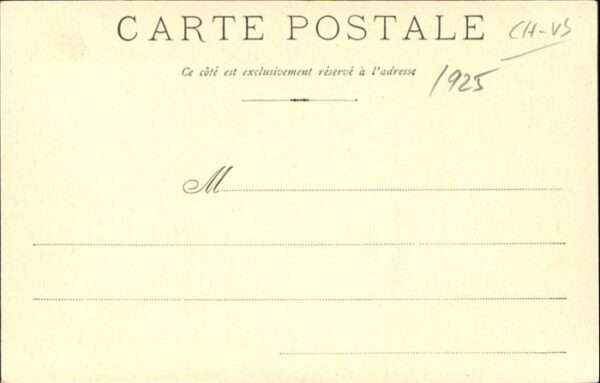 CARTE POSTALE
CH-VS
Ce côté est exclusivement réservé à l'adresse
1925
M